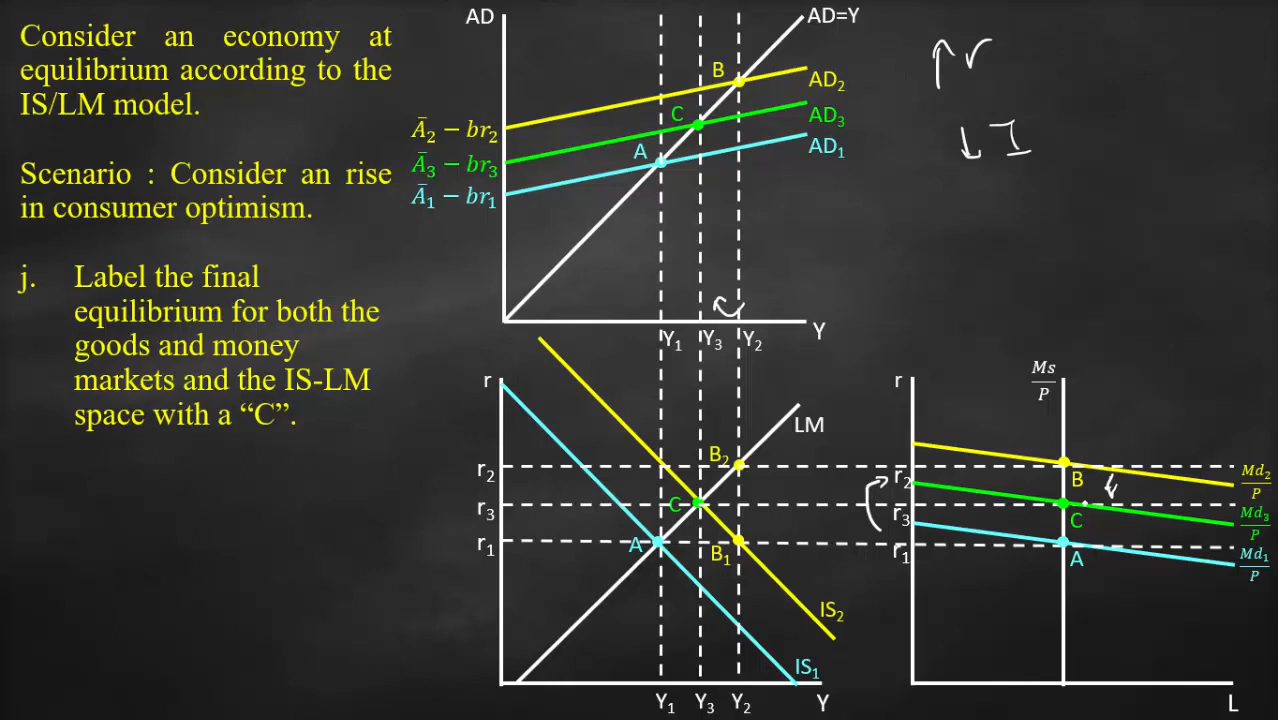 Consider an economy at
equilibrium according to the
IS/LM model.
Scenario : Consider an rise
in consumer optimism.
j. Label the final
equilibrium for both the
goods and money
markets and the IS-LM
space with a “C”.
AD
AD=Y
B
AD₂
C
AD₃
A
AD₁
Ā₂ − br₂
Ā₃ − br₃
Ā₁ − br₁
Y₁ Y₃ Y₂ Y
↑ r
↓ I
r
LM
r₂
B₂
r₃
C
r₁
A
B₁
IS₂
IS₁
Y₁ Y₃ Y₂ Y
r
Ms/P
r₂
B
Md₂/P
r₃
C
Md₃/P
r₁
A
Md₁/P
L